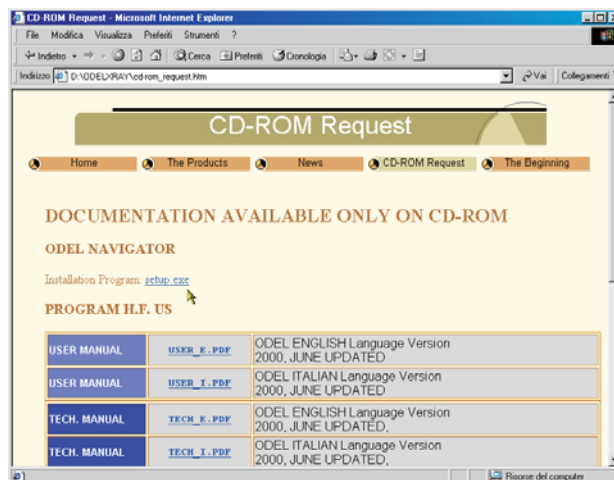 CD-ROM Request - Microsoft Internet Explorer
File Modifica Visualizza Preferiti Strumenti ?
Indietro Cerca Preferiti Cronologia
Indirizzo D:\ODELXRAY\cd-rom_request.htm Vai Collegamenti
CD-ROM Request
Home The Products News CD-ROM Request The Beginning
DOCUMENTATION AVAILABLE ONLY ON CD-ROM
ODEL NAVIGATOR
Installation Program: setup.exe
PROGRAM H.F. US
USER MANUAL USER_E.PDF ODEL ENGLISH Language Version
2000, JUNE UPDATED
USER MANUAL USER_I.PDF ODEL ITALIAN Language Version
2000, JUNE UPDATED
TECH. MANUAL TECH_E.PDF ODEL ENGLISH Language Version
2000, JUNE UPDATED,
TECH. MANUAL TECH_I.PDF ODEL ITALIAN Language Version
2000, JUNE UPDATED,
Risorse del computer